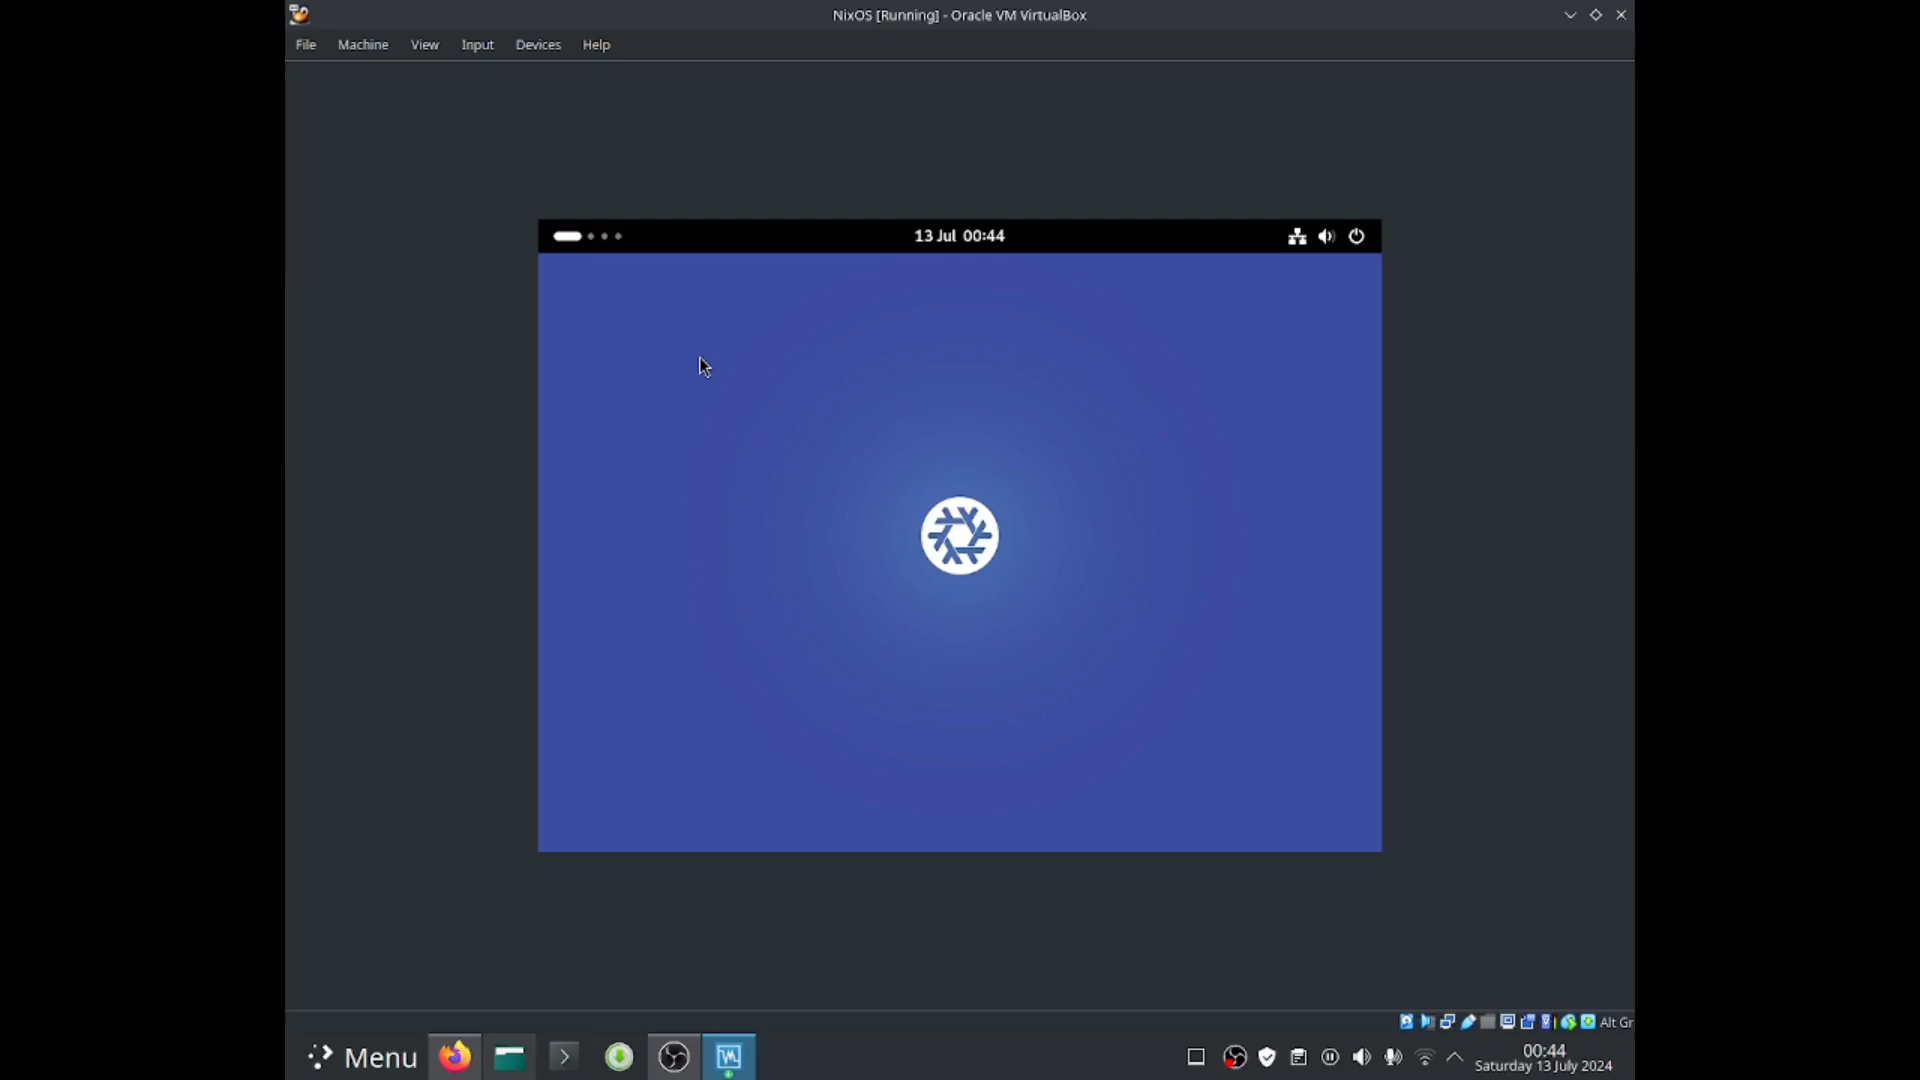 NixOS [Running] - Oracle VM VirtualBox
File Machine View Input Devices Help
13 Jul 00:44
Alt Gr
Menu
00:44
Saturday 13 July 2024